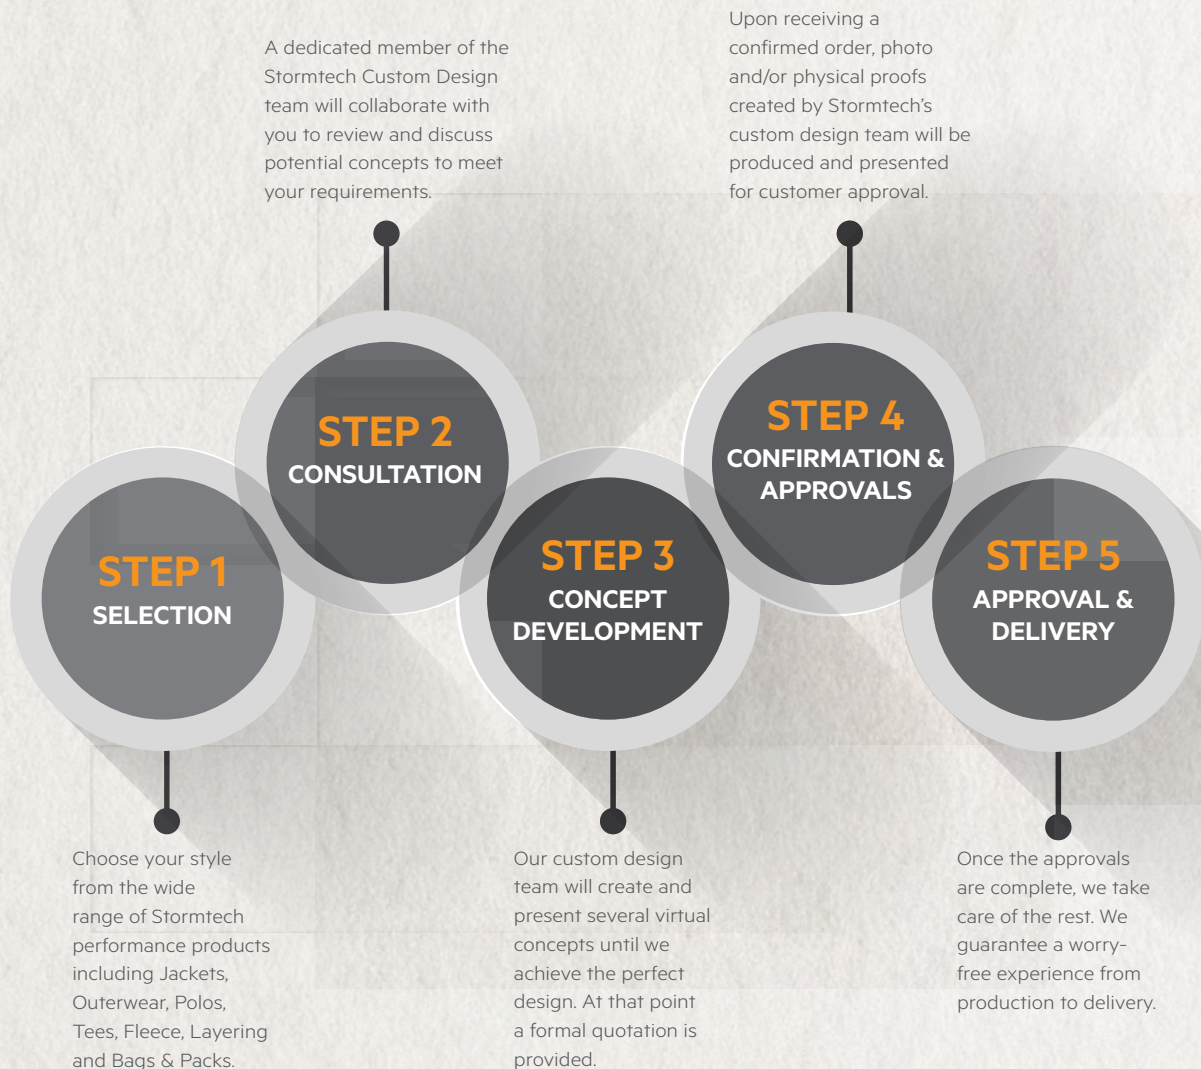 STEP 1
SELECTION
Choose your style
from the wide
range of Stormtech
performance products
including Jackets,
Outerwear, Polos,
Tees, Fleece, Layering
and Bags & Packs.
A dedicated member of the
Stormtech Custom Design
team will collaborate with
you to review and discuss
potential concepts to meet
your requirements.
STEP 2
CONSULTATION
STEP 3
CONCEPT
DEVELOPMENT
Our custom design
team will create and
present several virtual
concepts until we
achieve the perfect
design. At that point
a formal quotation is
provided.
Upon receiving a
confirmed order, photo
and/or physical proofs
created by Stormtech’s
custom design team will be
produced and presented
for customer approval.
STEP 4
CONFIRMATION &
APPROVALS
STEP 5
APPROVAL &
DELIVERY
Once the approvals
are complete, we take
care of the rest. We
guarantee a worry-
free experience from
production to delivery.